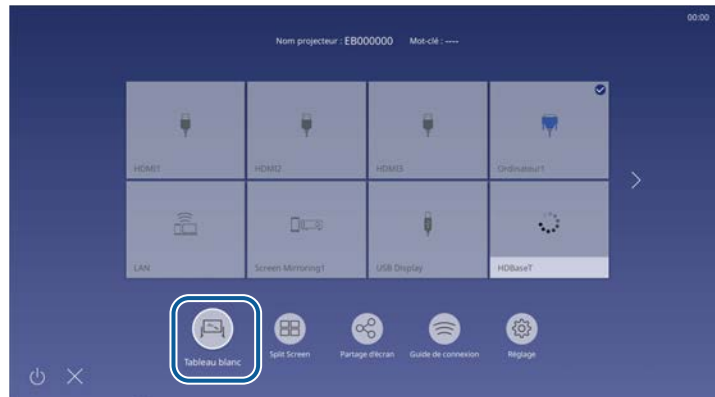 00:00
Nom projecteur : EB000000 Mot-clé : ----
HDMI1 HDMI2 HDMI3 Ordinateur1
LAN Screen Mirroring1 USB Display HDBaseT
Tableau blanc Split Screen Partage d'écran Guide de connexion Réglage